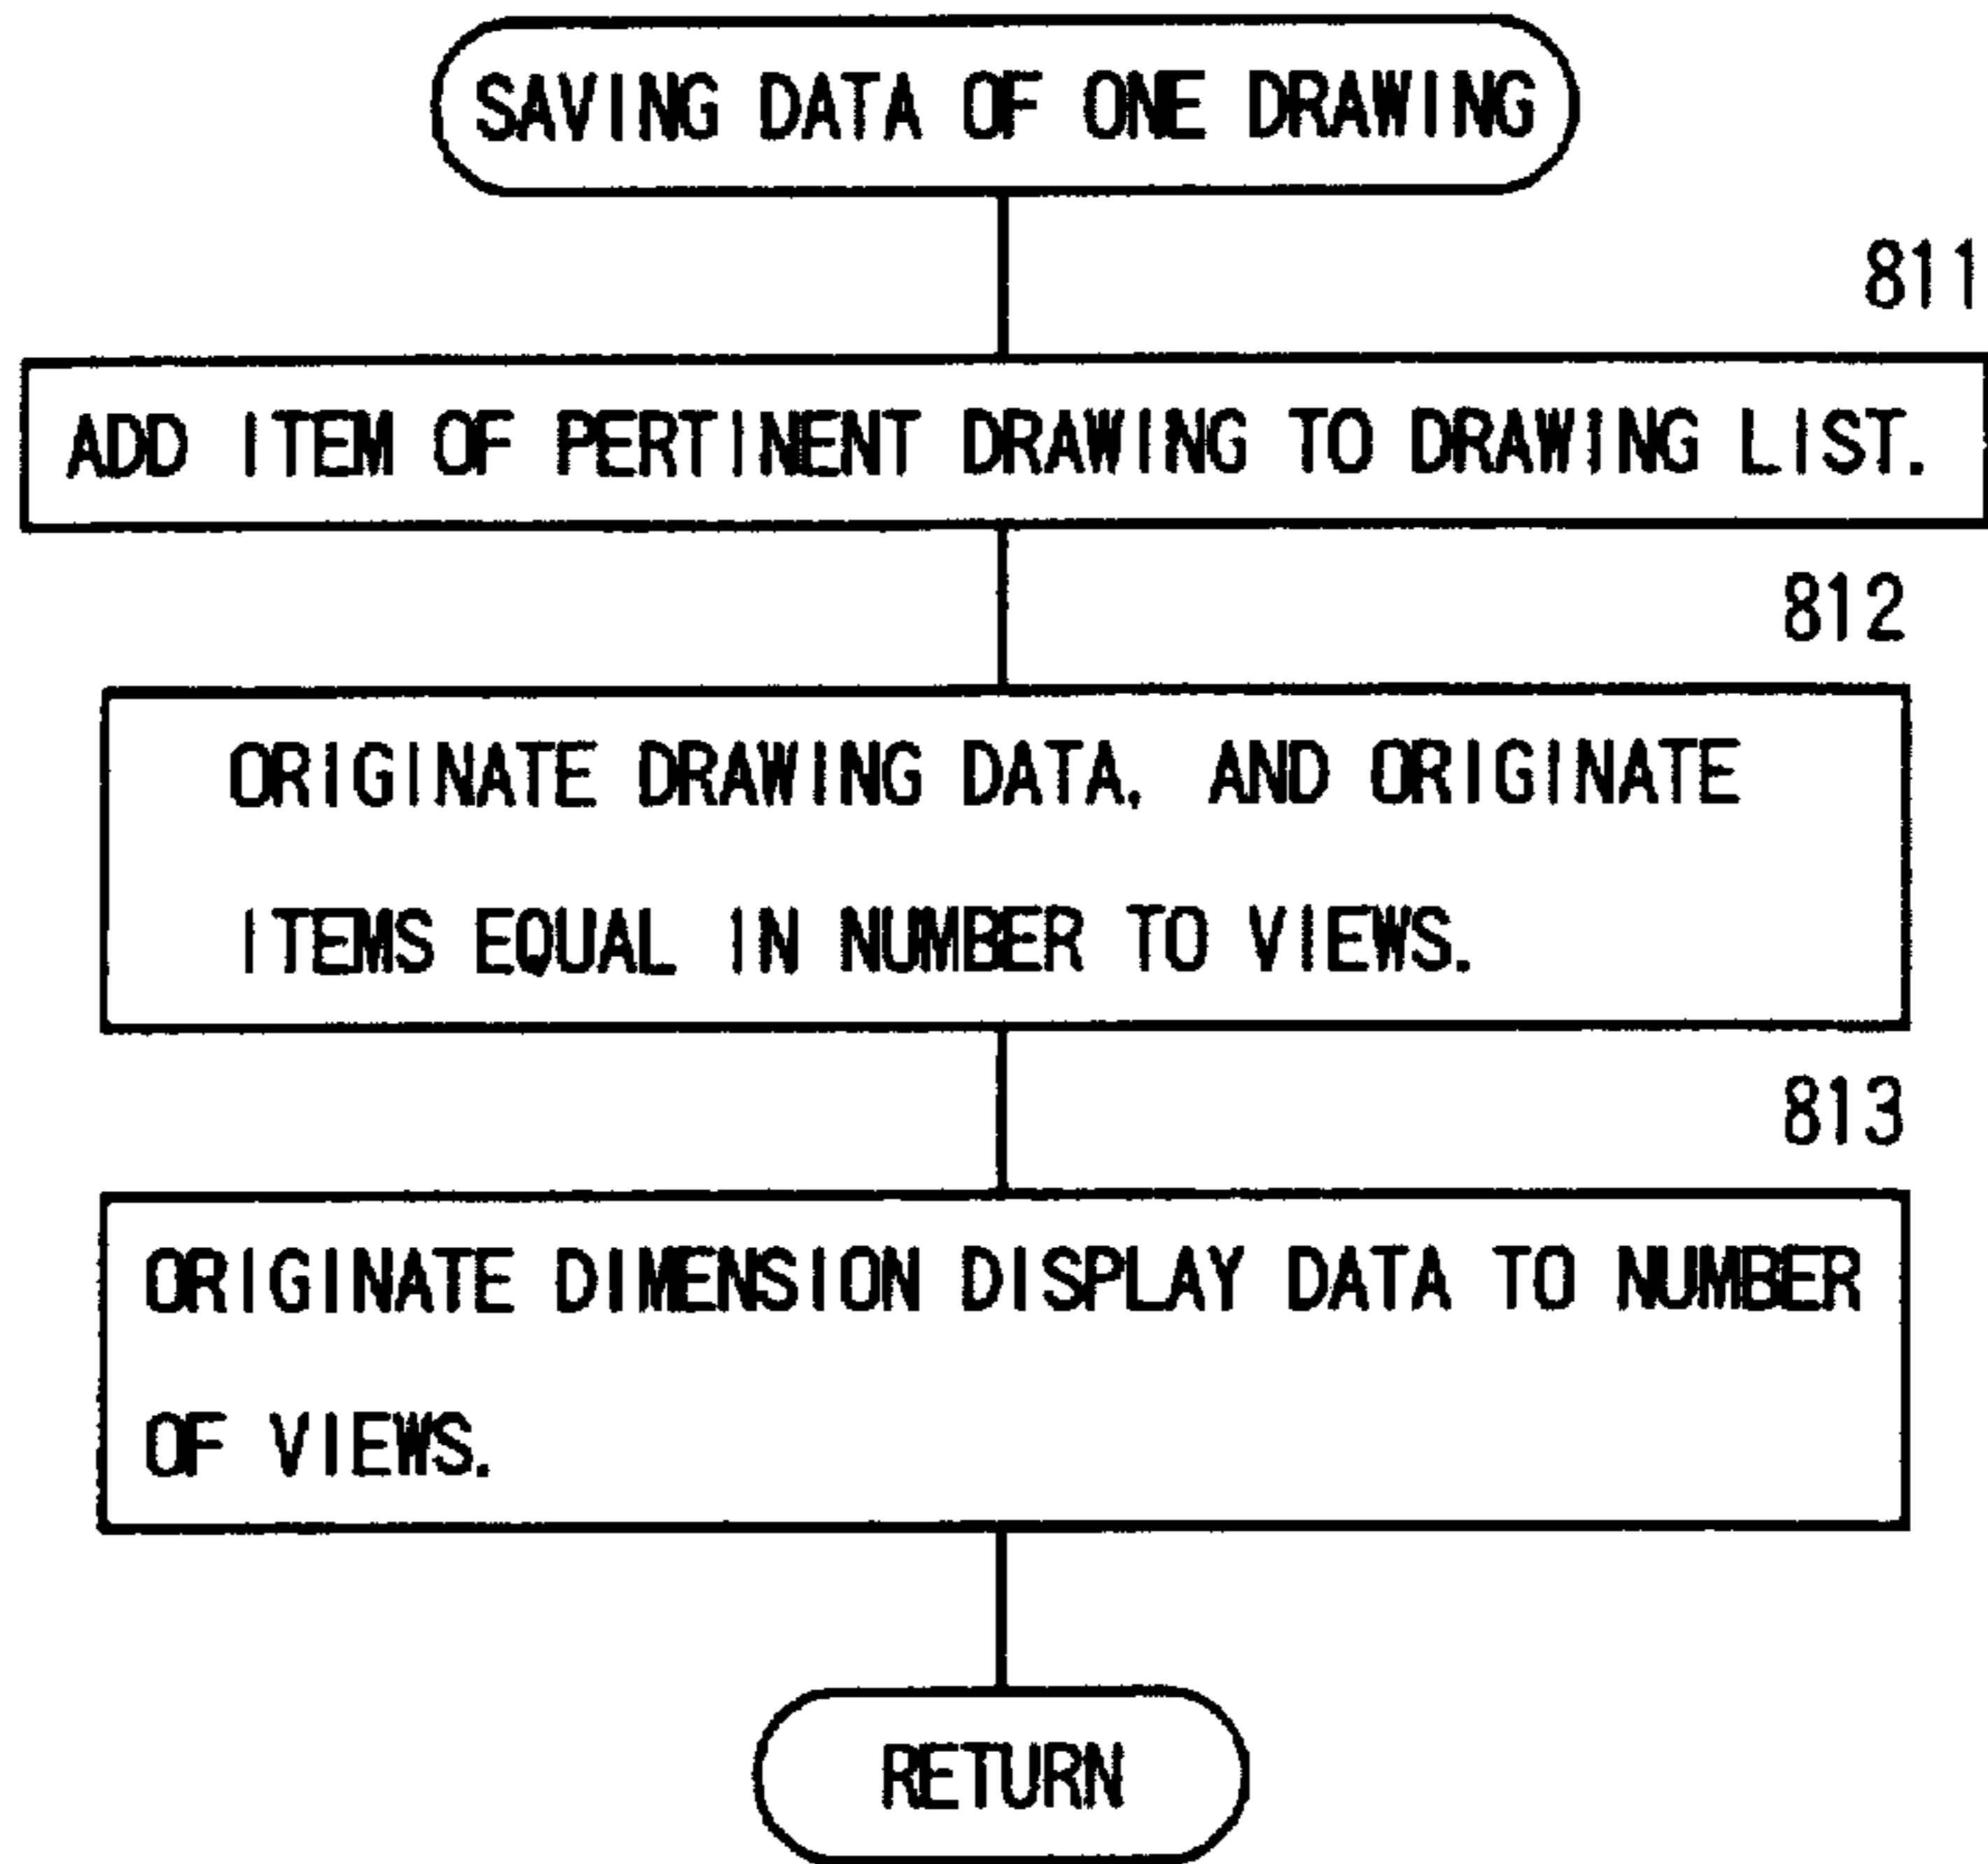 SAVING DATA OF ONE DRAWING
811
ADD ITEM OF PERTINENT DRAWING TO DRAWING LIST.
812
ORIGINATE DRAWING DATA, AND ORIGINATE
ITEMS EQUAL IN NUMBER TO VIEWS.
813
ORIGINATE DIMENSION DISPLAY DATA TO NUMBER
OF VIEWS.
RETURN